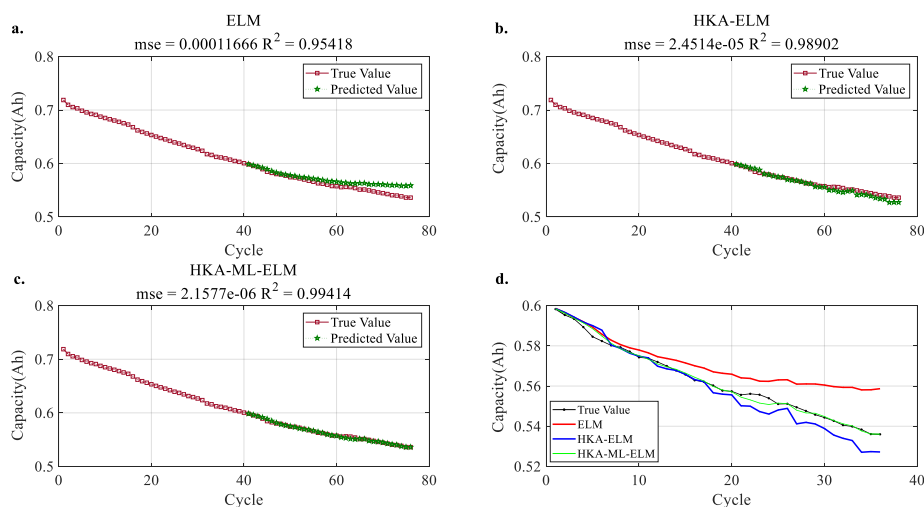 a.
ELM
mse = 0.00011666 R² = 0.95418
0.8
0.7
0.6
0.5
Capacity(Ah)
True Value
Predicted Value
0 20 40 60 80
Cycle
b.
HKA-ELM
mse = 2.4514e-05 R² = 0.98902
0.8
0.7
0.6
0.5
Capacity(Ah)
True Value
Predicted Value
0 20 40 60 80
Cycle
c.
HKA-ML-ELM
mse = 2.1577e-06 R² = 0.99414
0.8
0.7
0.6
0.5
Capacity(Ah)
True Value
Predicted Value
0 20 40 60 80
Cycle
d.
0.6
0.58
0.56
0.54
0.52
Capacity(Ah)
True Value
ELM
HKA-ELM
HKA-ML-ELM
0 10 20 30 40
Cycle